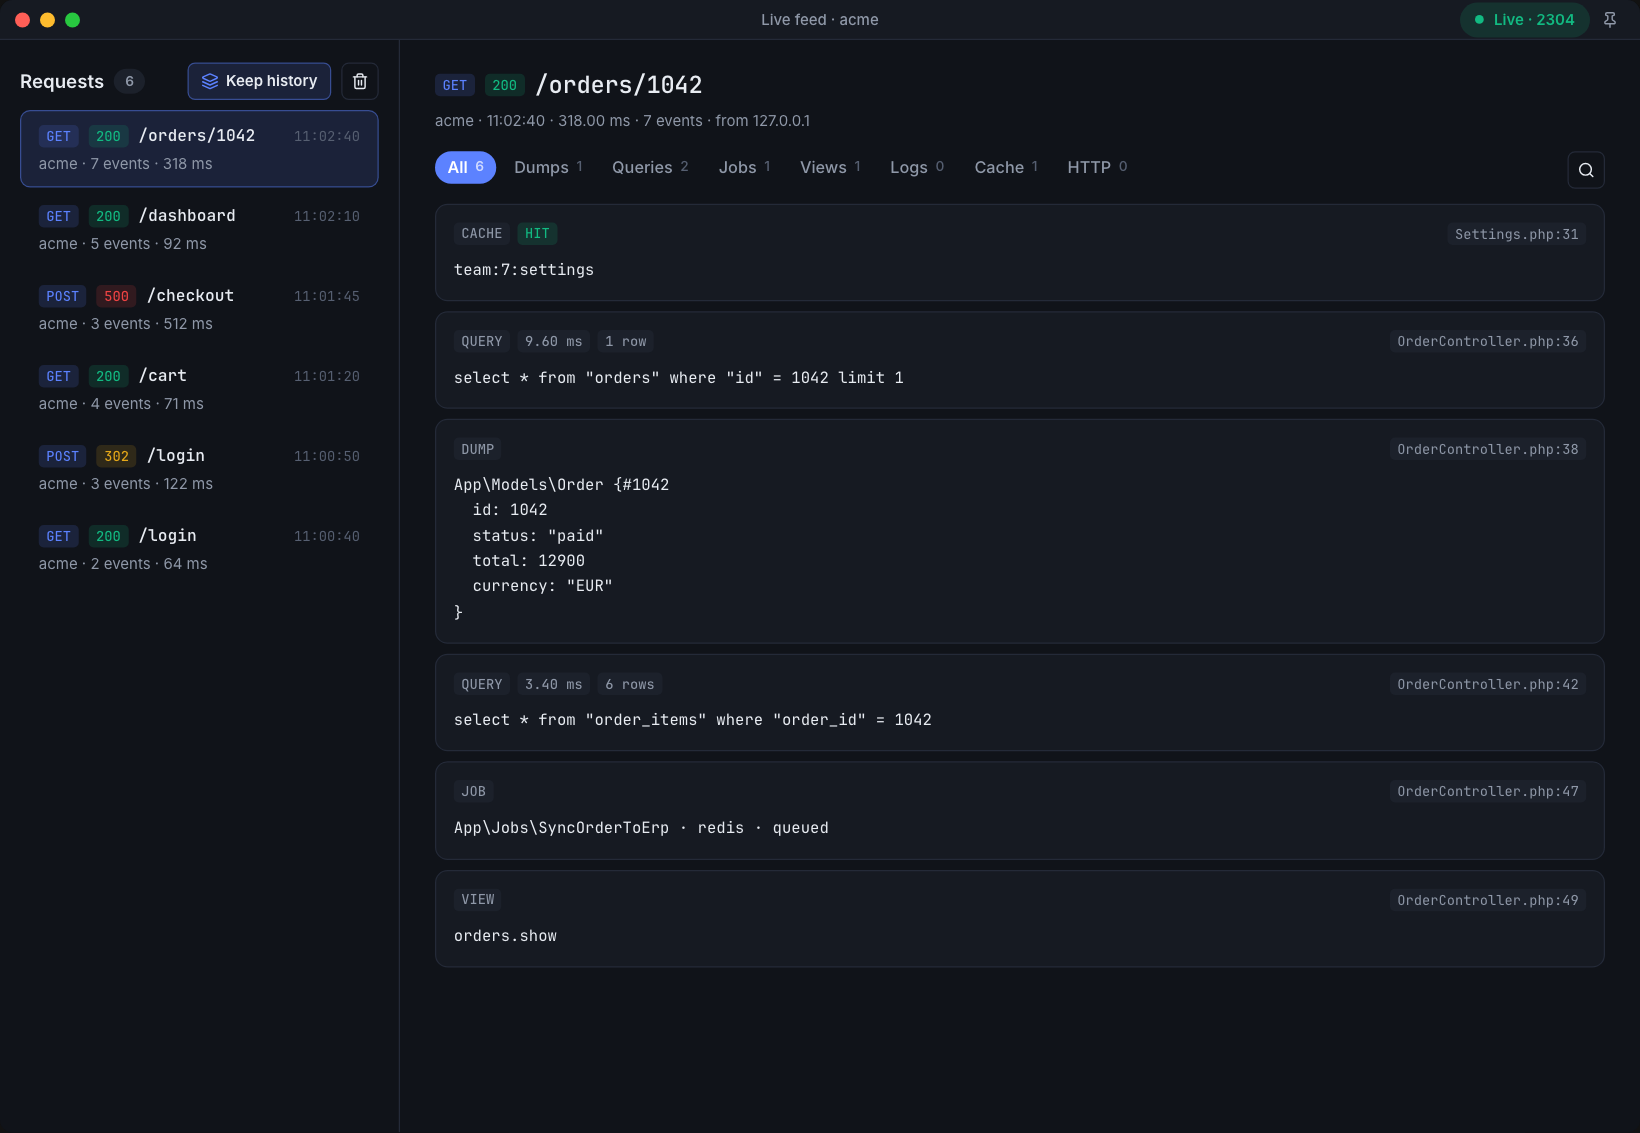 Live feed · acme
Live · 2304
Requests 6
Keep history
GET 200 /orders/1042 11:02:40
acme · 7 events · 318 ms
GET 200 /dashboard 11:02:10
acme · 5 events · 92 ms
POST 500 /checkout 11:01:45
acme · 3 events · 512 ms
GET 200 /cart 11:01:20
acme · 4 events · 71 ms
POST 302 /login 11:00:50
acme · 3 events · 122 ms
GET 200 /login 11:00:40
acme · 2 events · 64 ms
GET 200 /orders/1042
acme · 11:02:40 · 318.00 ms · 7 events · from 127.0.0.1
All 6 Dumps 1 Queries 2 Jobs 1 Views 1 Logs 0 Cache 1 HTTP 0
CACHE HIT Settings.php:31
team:7:settings
QUERY 9.60 ms 1 row OrderController.php:36
select * from "orders" where "id" = 1042 limit 1
DUMP OrderController.php:38
App\Models\Order {#1042
  id: 1042
  status: "paid"
  total: 12900
  currency: "EUR"
}
QUERY 3.40 ms 6 rows OrderController.php:42
select * from "order_items" where "order_id" = 1042
JOB OrderController.php:47
App\Jobs\SyncOrderToErp · redis · queued
VIEW OrderController.php:49
orders.show